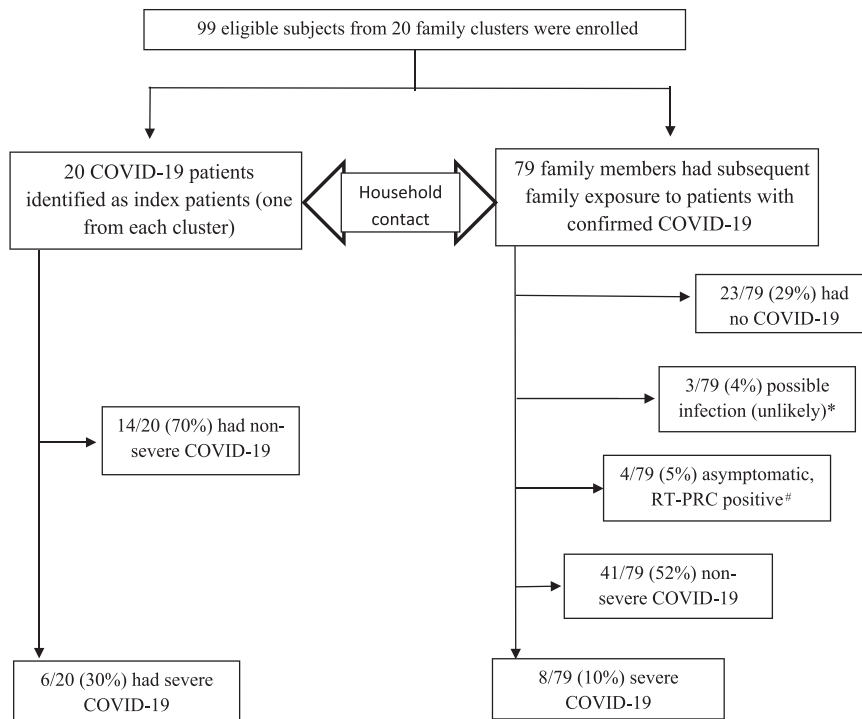 99 eligible subjects from 20 family clusters were enrolled
20 COVID-19 patients
identified as index patients (one
from each cluster)
Household
contact
79 family members had subsequent
family exposure to patients with
confirmed COVID-19
23/79 (29%) had
no COVID-19
3/79 (4%) possible
infection (unlikely)*
14/20 (70%) had non-
severe COVID-19
4/79 (5%) asymptomatic,
RT-PRC positive#
41/79 (52%) non-
severe COVID-19
6/20 (30%) had severe
COVID-19
8/79 (10%) severe
COVID-19